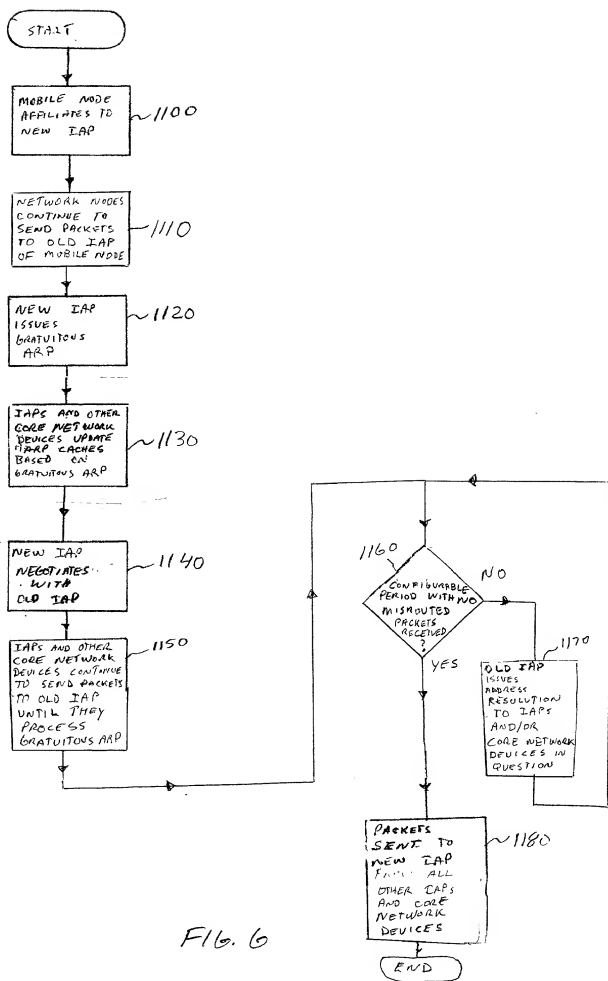 START
MOBILE NODE
AFFILIATES TO
NEW IAP
1100
NETWORK NODES
CONTINUE TO
SEND PACKETS
TO OLD IAP
OF MOBILE NODE
1110
NEW IAP
ISSUES
GRATUITOUS
ARP
1120
IAPS AND OTHER
CORE NETWORK
DEVICES UPDATE
ARP CACHES
BASED ON
GRATUITOUS ARP
1130
NEW IAP
NEGOTIATES
WITH
OLD IAP
1140
1150
IAPS AND OTHER
CORE NETWORK
DEVICES CONTINUE
TO SEND PACKETS
TO OLD IAP
UNTIL THEY
PROCESS
GRATUITOUS ARP
1160
CONFIGURABLE
PERIOD WITH NO
MISROUTED
PACKETS
RECEIVED
?
NO
YES
1170
OLD IAP
ISSUES
ADDRESS
RESOLUTION
TO IAPS
AND/OR
CORE NETWORK
DEVICES IN
QUESTION
PACKETS
SENT TO
NEW IAP
FROM ALL
OTHER IAPS
AND CORE
NETWORK
DEVICES
1180
END
FIG. 6